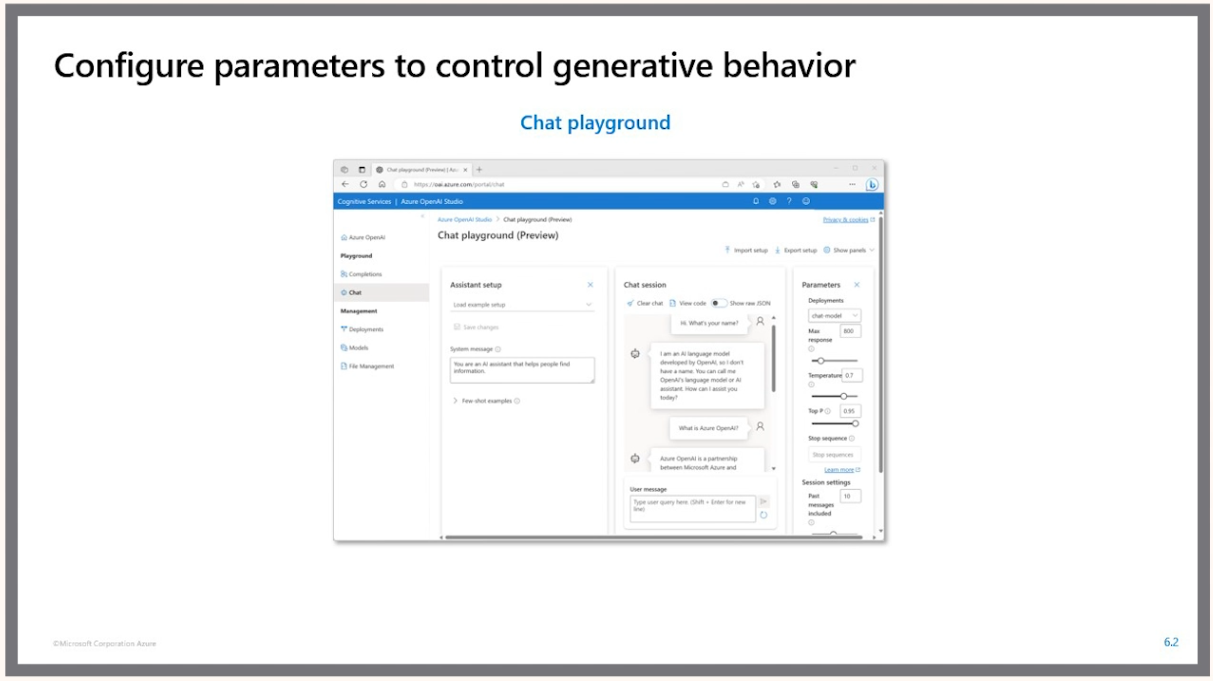 Configure parameters to control generative behavior
Chat playground
Chat playground (Preview) | Azu
https://oai.azure.com/portal/chat
Cognitive Services | Azure OpenAI Studio
Azure OpenAI Studio > Chat playground (Preview)
Privacy & cookies
Chat playground (Preview)
Import setup
Export setup
Show panels
Azure OpenAI
Playground
Completions
Chat
Management
Deployments
Models
File Management
Assistant setup
Load example setup
Save changes
System message
You are an AI assistant that helps people find
information.
Few-shot examples
Chat session
Clear chat
View code
Show raw JSON
Hi. What's your name?
I am an AI language model
developed by OpenAI, so I don't
have a name. You can call me
OpenAI's language model or AI
assistant. How can I assist you
today?
What is Azure OpenAI?
Azure OpenAI is a partnership
between Microsoft Azure and
User message
Type user query here. (Shift + Enter for new
line)
Parameters
Deployments
chat-model
Max
response
800
Temperature
0.7
Top P
0.95
Stop sequence
Stop sequences
Learn more
Session settings
Past
messages
included
10
©Microsoft Corporation Azure
6.2